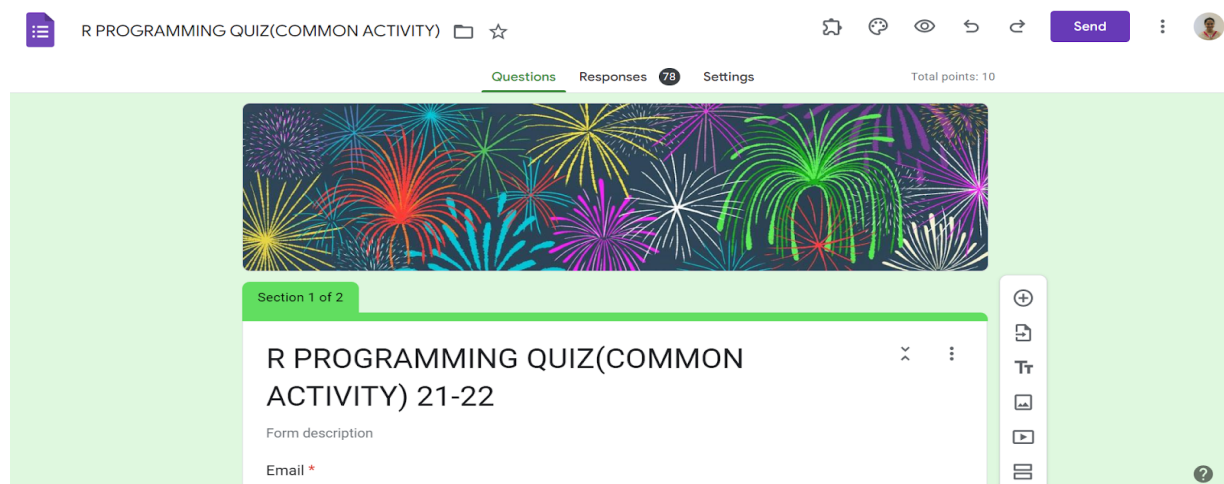 R PROGRAMMING QUIZ(COMMON ACTIVITY)
Send
Questions Responses 78 Settings Total points: 10
Section 1 of 2
R PROGRAMMING QUIZ(COMMON
ACTIVITY) 21-22
Form description
Email *